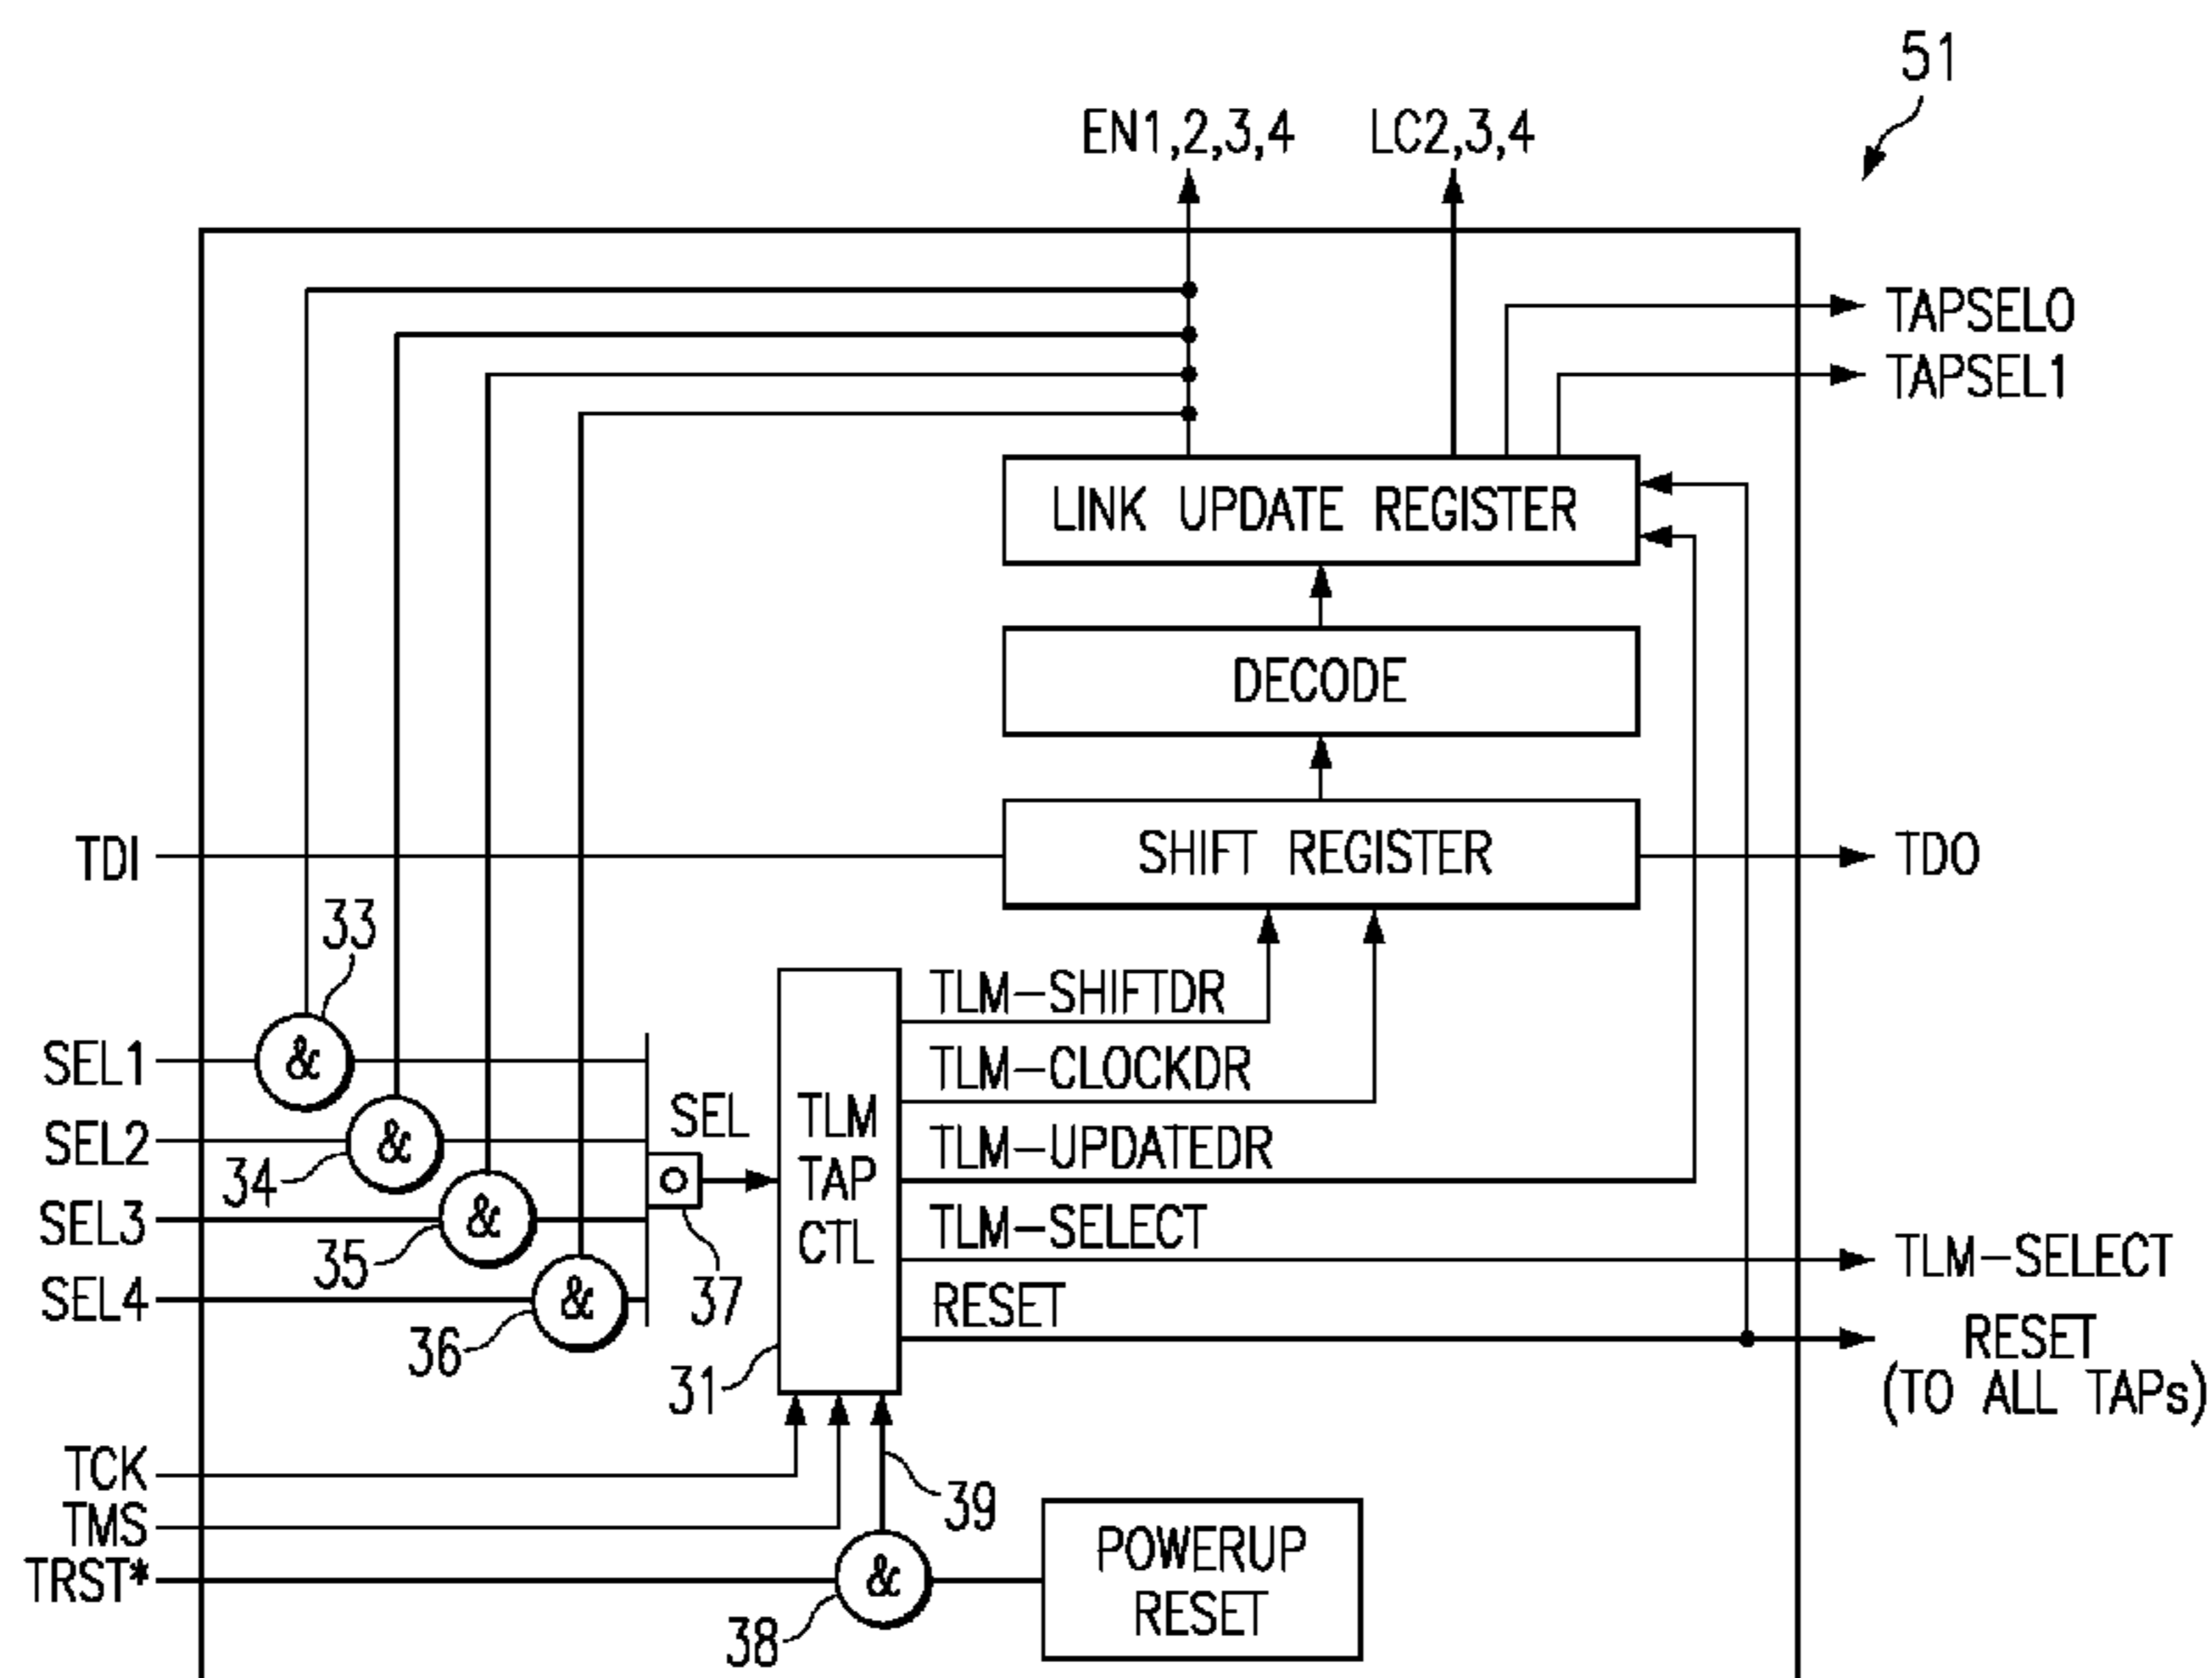 51
EN1,2,3,4
LC2,3,4
TAPSEL0
TAPSEL1
LINK UPDATE REGISTER
DECODE
SHIFT REGISTER
TDI
TDO
33
&
SEL1
34
&
SEL2
35
&
SEL3
36
&
SEL4
SEL
37
TLM
TAP
CTL
31
TLM-SHIFTDR
TLM-CLOCKDR
TLM-UPDATEDR
TLM-SELECT
RESET
TLM-SELECT
RESET
(TO ALL TAPs)
TCK
TMS
TRST*
39
&
38
POWERUP
RESET